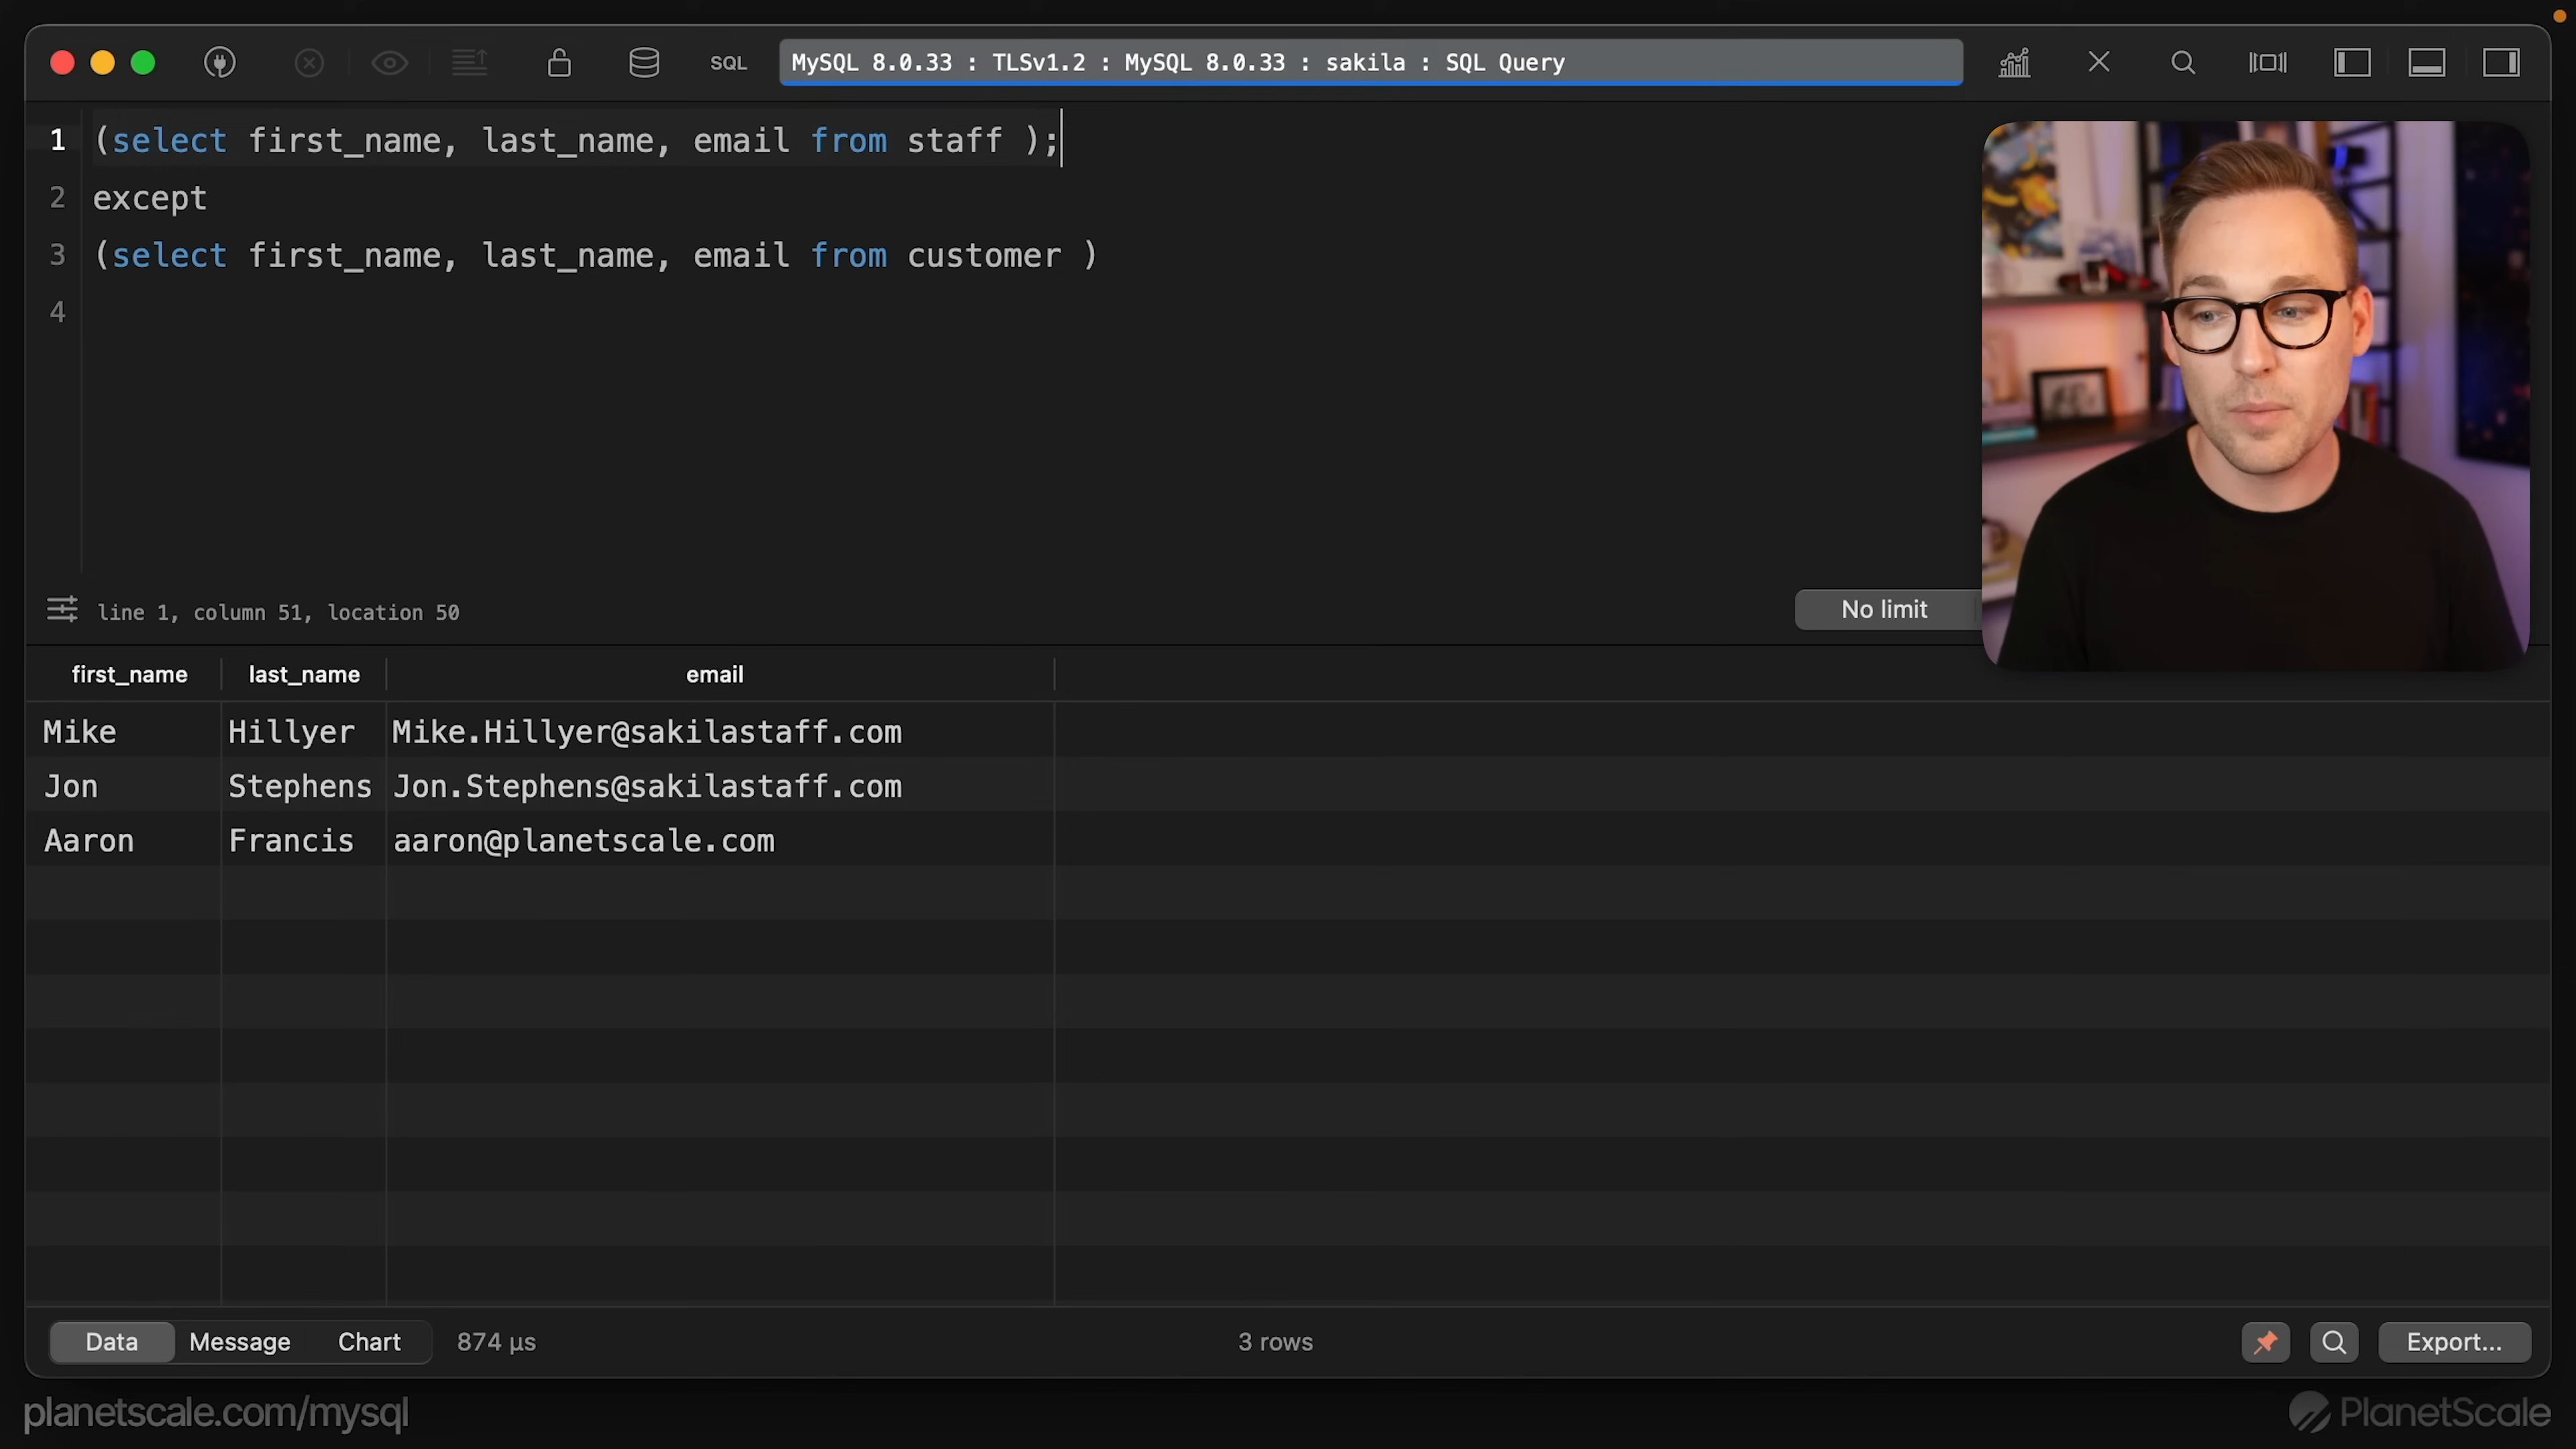 SQL MySQL 8.0.33 : TLSv1.2 : MySQL 8.0.33 : sakila : SQL Query
1 (select first_name, last_name, email from staff );
2 except
3 (select first_name, last_name, email from customer )
4
line 1, column 51, location 50
No limit
first_name last_name email
Mike Hillyer Mike.Hillyer@sakilastaff.com
Jon Stephens Jon.Stephens@sakilastaff.com
Aaron Francis aaron@planetscale.com
Data Message Chart 874 μs 3 rows Export...
planetscale.com/mysql PlanetScale